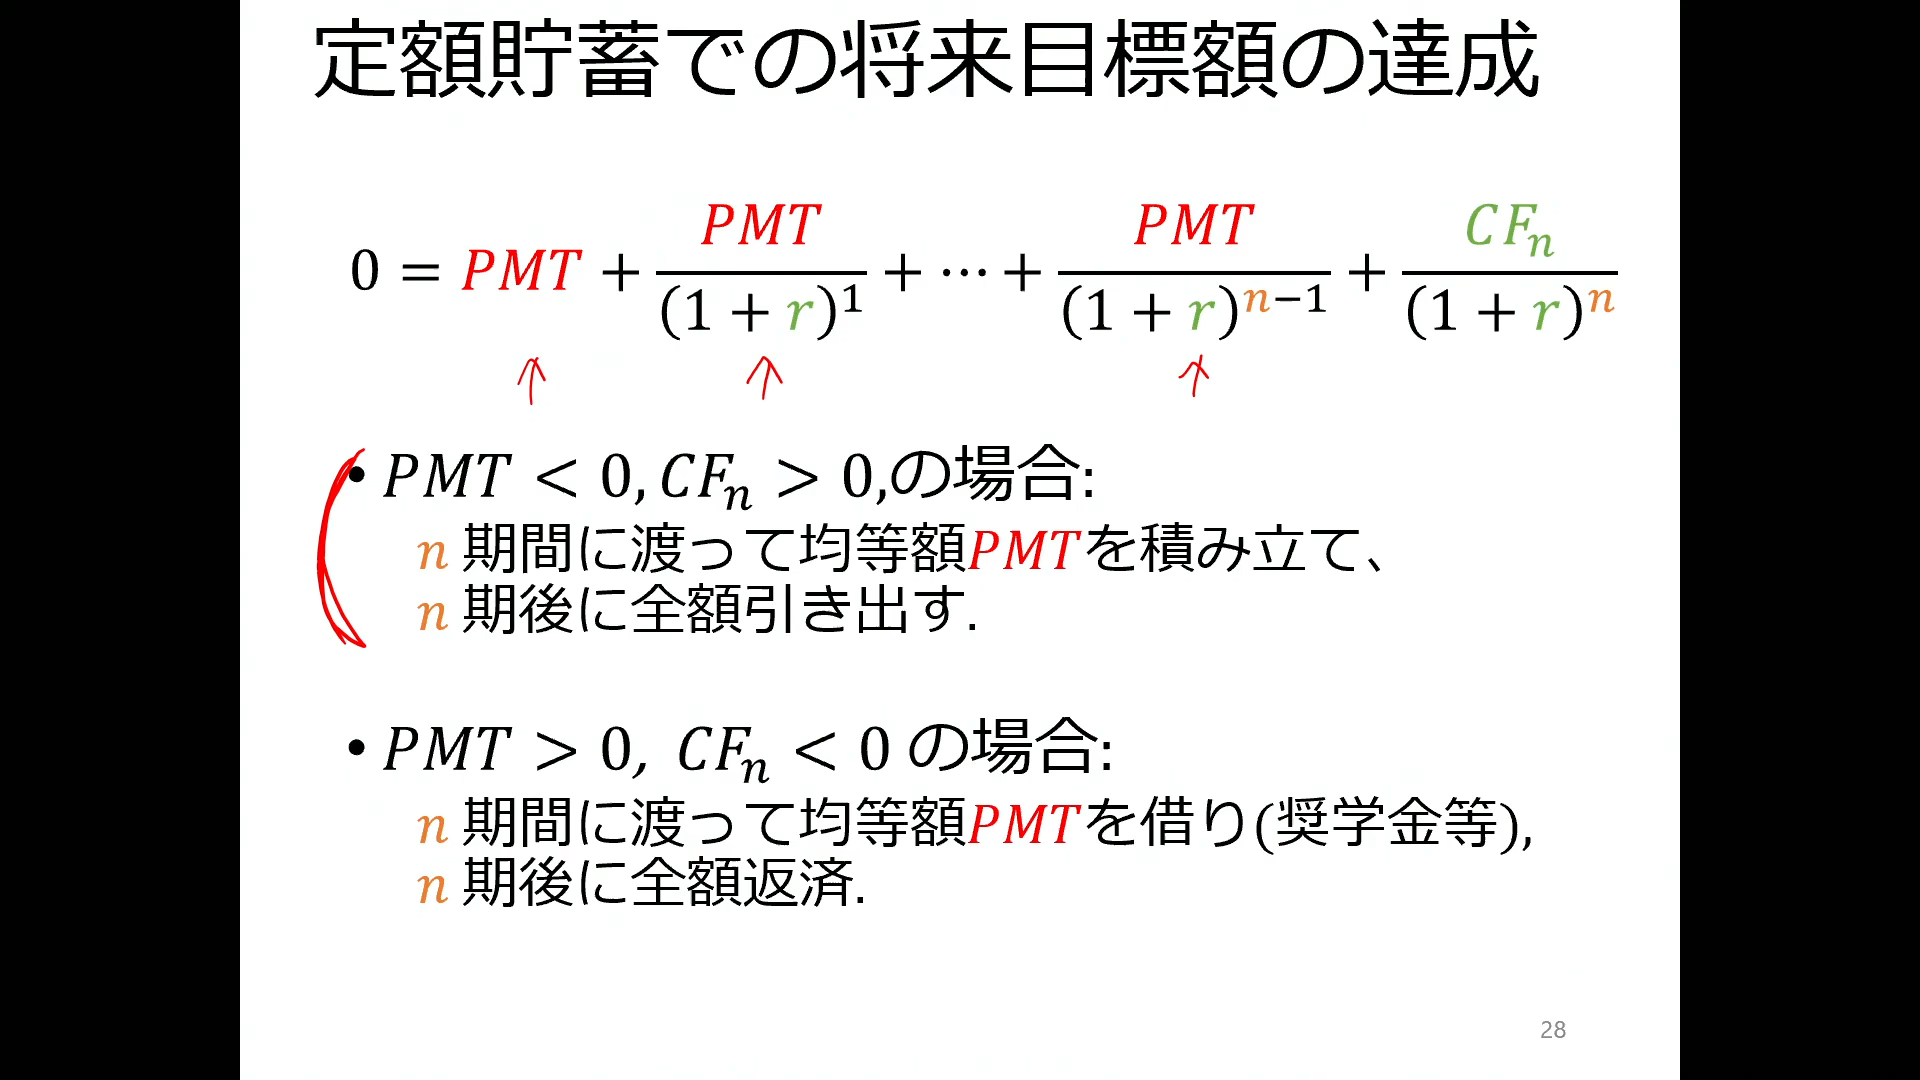 定額貯蓄での将来目標額の達成
0 = PMT + PMT/(1 + r)^1 + ⋯ + PMT/(1 + r)^{n−1} + CF_n/(1 + r)^n
• PMT < 0, CF_n > 0,の場合:
n 期間に渡って均等額PMTを積み立て、
n 期後に全額引き出す.
• PMT > 0, CF_n < 0 の場合:
n 期間に渡って均等額PMTを借り(奨学金等),
n 期後に全額返済.
28